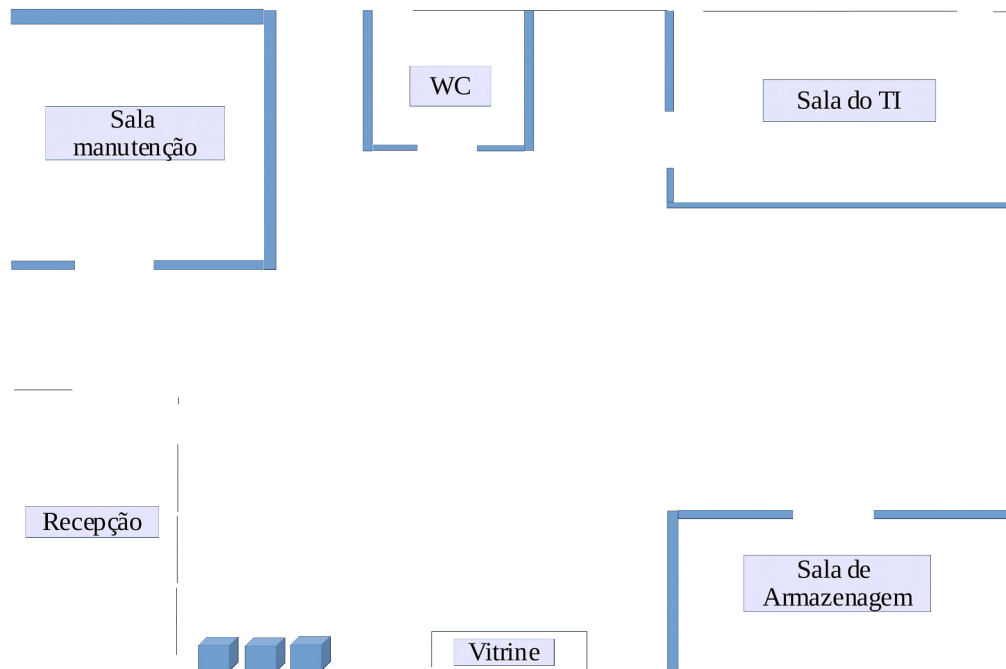 WC
Sala do TI
Sala
manutenção
Recepção
Sala de
Armazenagem
Vitrine